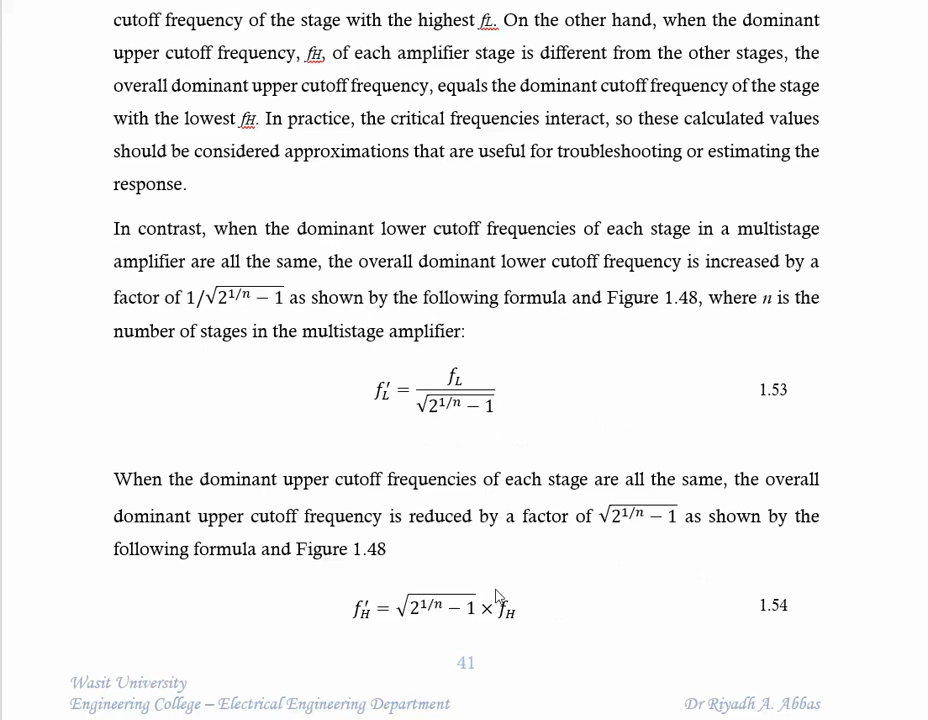 cutoff frequency of the stage with the highest fL. On the other hand, when the dominant
upper cutoff frequency, fH, of each amplifier stage is different from the other stages, the
overall dominant upper cutoff frequency, equals the dominant cutoff frequency of the stage
with the lowest fH. In practice, the critical frequencies interact, so these calculated values
should be considered approximations that are useful for troubleshooting or estimating the
response.
In contrast, when the dominant lower cutoff frequencies of each stage in a multistage
amplifier are all the same, the overall dominant lower cutoff frequency is increased by a
factor of 1/√(2^{1/n} − 1) as shown by the following formula and Figure 1.48, where n is the
number of stages in the multistage amplifier:
f′_L = f_L / √(2^{1/n} − 1) 1.53
When the dominant upper cutoff frequencies of each stage are all the same, the overall
dominant upper cutoff frequency is reduced by a factor of √(2^{1/n} − 1) as shown by the
following formula and Figure 1.48
f′_H = √(2^{1/n} − 1) × f_H 1.54
41
Wasit University
Engineering College – Electrical Engineering Department Dr Riyadh A. Abbas